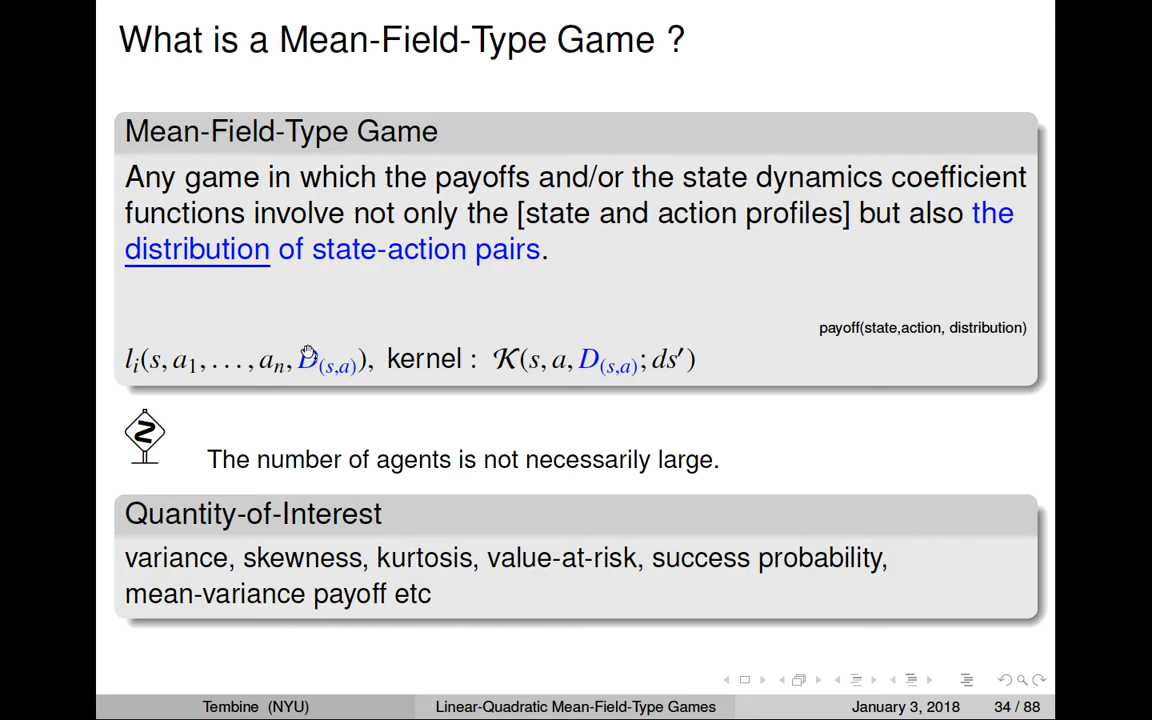 What is a Mean-Field-Type Game ?
Mean-Field-Type Game
Any game in which the payoffs and/or the state dynamics coefficient
functions involve not only the [state and action profiles] but also the
distribution of state-action pairs.
payoff(state,action, distribution)
l_i(s, a_1, . . . , a_n, D_(s,a)), kernel : 𝒦(s, a, D_(s,a); ds′)
The number of agents is not necessarily large.
Quantity-of-Interest
variance, skewness, kurtosis, value-at-risk, success probability,
mean-variance payoff etc
Tembine (NYU) Linear-Quadratic Mean-Field-Type Games January 3, 2018 34 / 88